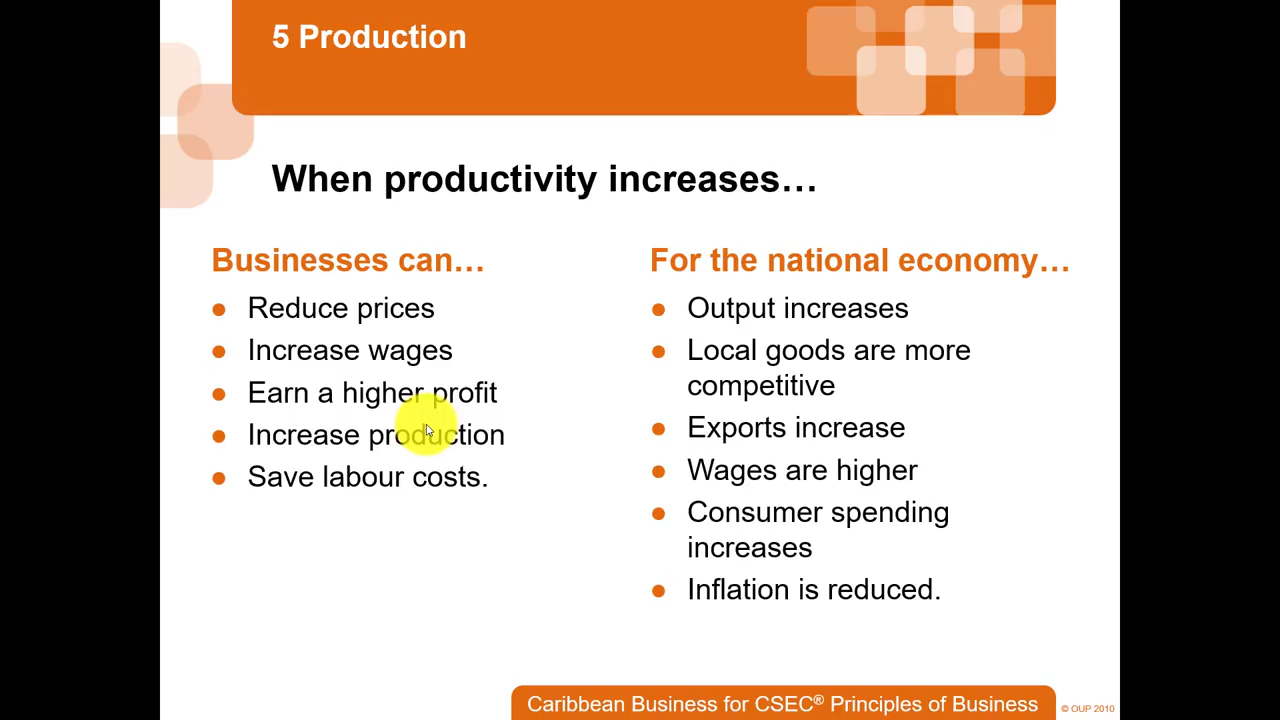 5 Production
When productivity increases…
Businesses can…
Reduce prices
Increase wages
Earn a higher profit
Increase production
Save labour costs.
For the national economy…
Output increases
Local goods are more
competitive
Exports increase
Wages are higher
Consumer spending
increases
Inflation is reduced.
Caribbean Business for CSEC® Principles of Business
© OUP 2010